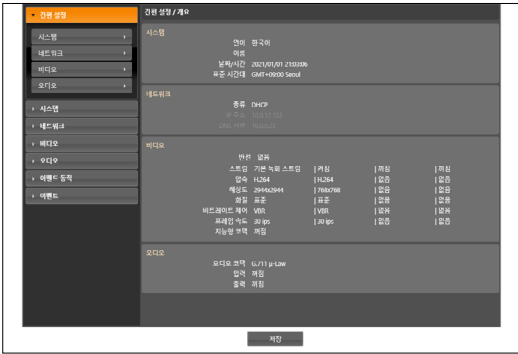 간편 설정
시스템
네트워크
비디오
오디오
시스템
네트워크
비디오
오디오
이벤트 동작
이벤트
간편 설정 / 개요
시스템
언어 한국어
이름
날짜/시간 2021/01/01 21:03:06
표준 시간대 GMT+09:00 Seoul
네트워크
종류 DHCP
비디오
반전 없음
스트림 기본 녹화 스트림 | 켜짐 | 꺼짐 | 꺼짐
압축 H.264 | H.264 | 없음 | 없음
해상도 2944x2944 | 768x768 | 없음 | 없음
화질 표준 | 표준 | 없음 | 없음
비트레이트 제어 VBR | VBR | 없음 | 없음
프레임 속도 30 ips | 30 ips | 없음 | 없음
지능형 코덱 꺼짐
오디오
오디오 코덱 G.711 µ-Law
입력 꺼짐
출력 꺼짐
저장